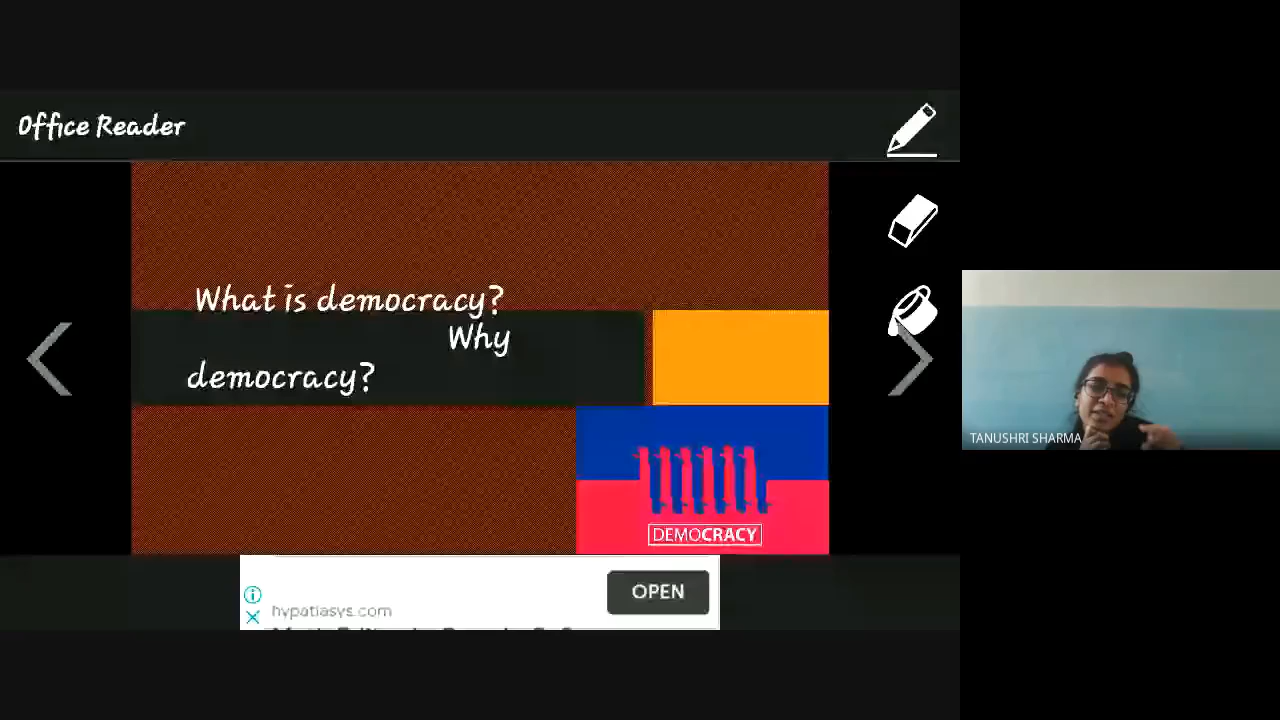 Office Reader
What is democracy?
Why
democracy?
DEMOCRACY
OPEN
hypatiasys.com
TANUSHRI SHARMA